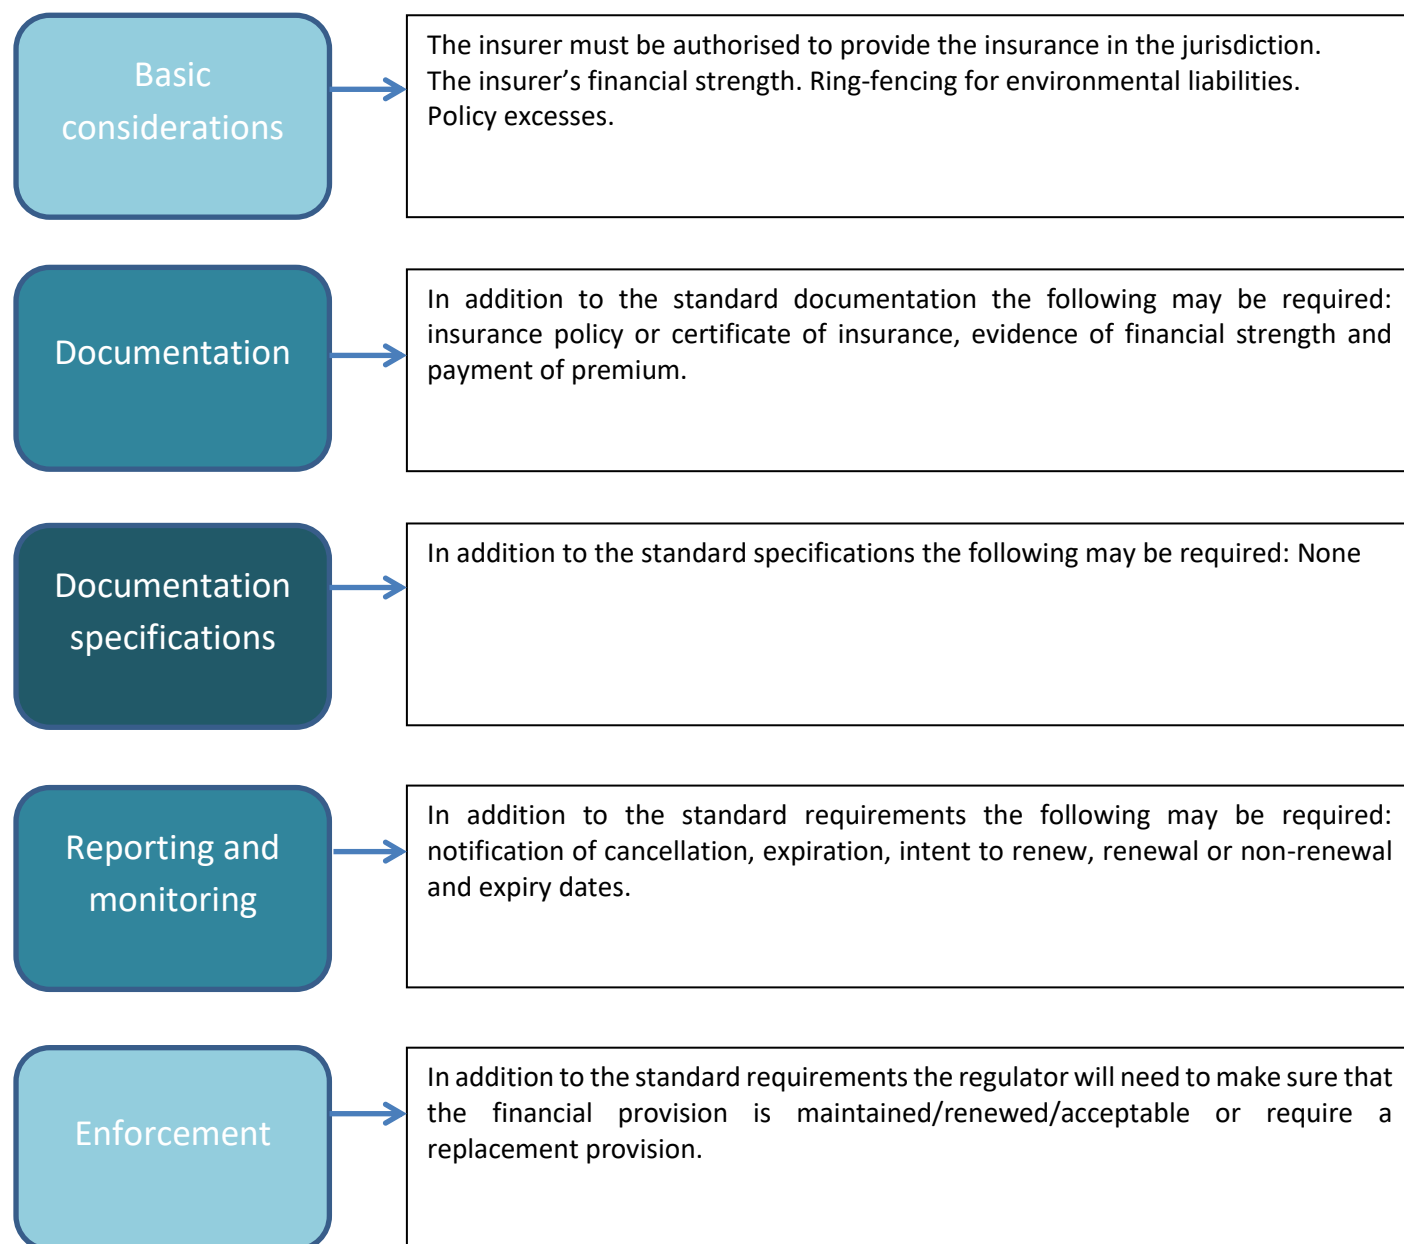 Basic
considerations
The insurer must be authorised to provide the insurance in the jurisdiction.
The insurer’s financial strength. Ring-fencing for environmental liabilities.
Policy excesses.
Documentation
In addition to the standard documentation the following may be required:
insurance policy or certificate of insurance, evidence of financial strength and
payment of premium.
Documentation
specifications
In addition to the standard specifications the following may be required: None
Reporting and
monitoring
In addition to the standard requirements the following may be required:
notification of cancellation, expiration, intent to renew, renewal or non-renewal
and expiry dates.
Enforcement
In addition to the standard requirements the regulator will need to make sure that
the financial provision is maintained/renewed/acceptable or require a
replacement provision.